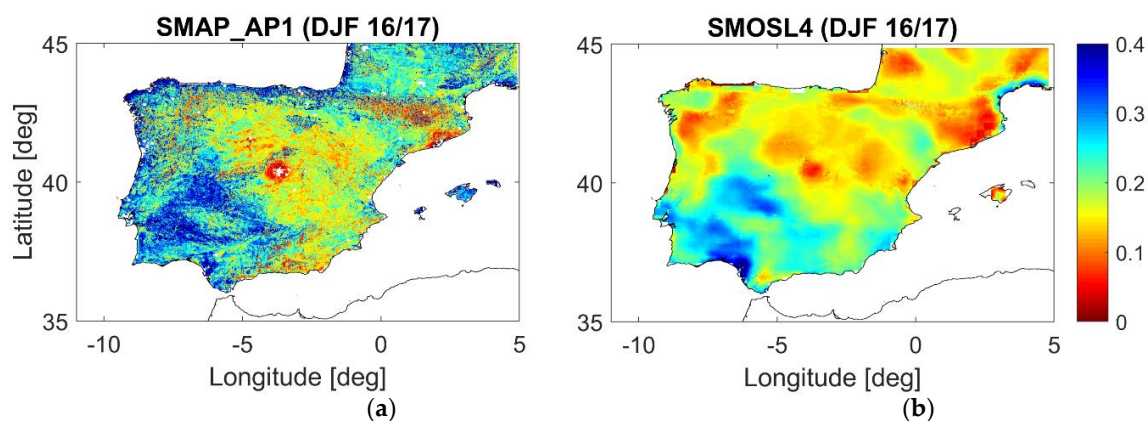 SMAP_AP1 (DJF 16/17)
SMOSL4 (DJF 16/17)
45
40
35
Latitude [deg]
-10
-5
0
5
Longitude [deg]
45
40
35
-10
-5
0
5
Longitude [deg]
0.4
0.3
0.2
0.1
0
(a)
(b)